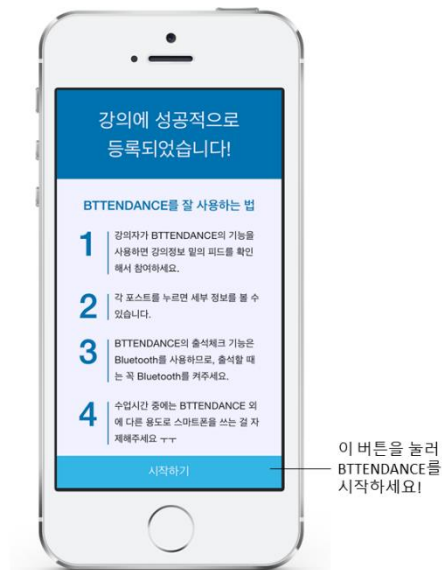 강의에 성공적으로
등록되었습니다!
BTTENDANCE를 잘 사용하는 법
1
강의자가 BTTENDANCE의 기능을
사용하면 강의정보 밑의 피드를 확인
해서 참여하세요.
2
각 포스트를 누르면 세부 정보를 볼 수
있습니다.
3
BTTENDANCE의 출석체크 기능은
Bluetooth를 사용하므로, 출석할 때
는 꼭 Bluetooth를 켜주세요.
4
수업시간 중에는 BTTENDANCE 외
에 다른 용도로 스마트폰을 쓰는 걸 자
제해주세요 ㅜㅜ
시작하기
이 버튼을 눌러
BTTENDANCE를
시작하세요!